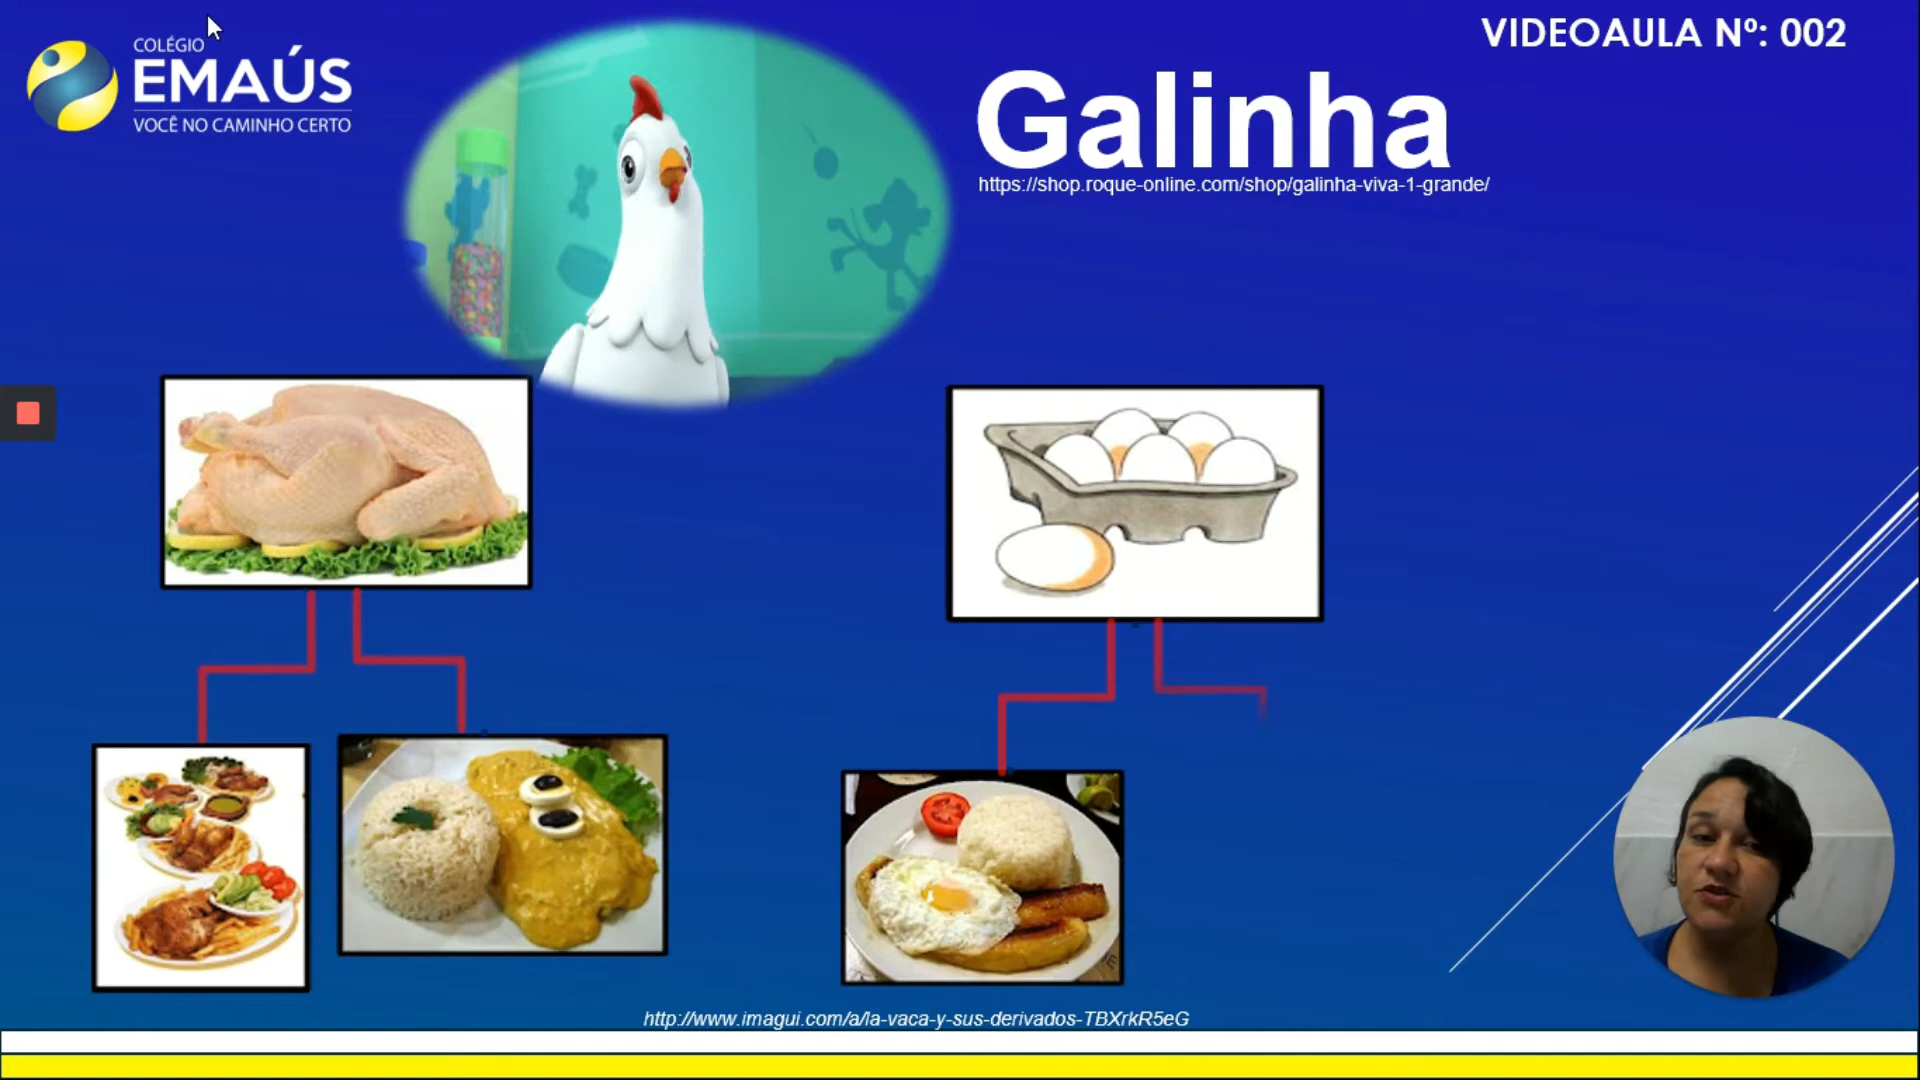 COLÉGIO
EMAÚS
VOCÊ NO CAMINHO CERTO
VIDEOAULA Nº: 002
Galinha
https://shop.roque-online.com/shop/galinha-viva-1-grande/
http://www.imagui.com/a/la-vaca-y-sus-derivados-TBXrkR5eG